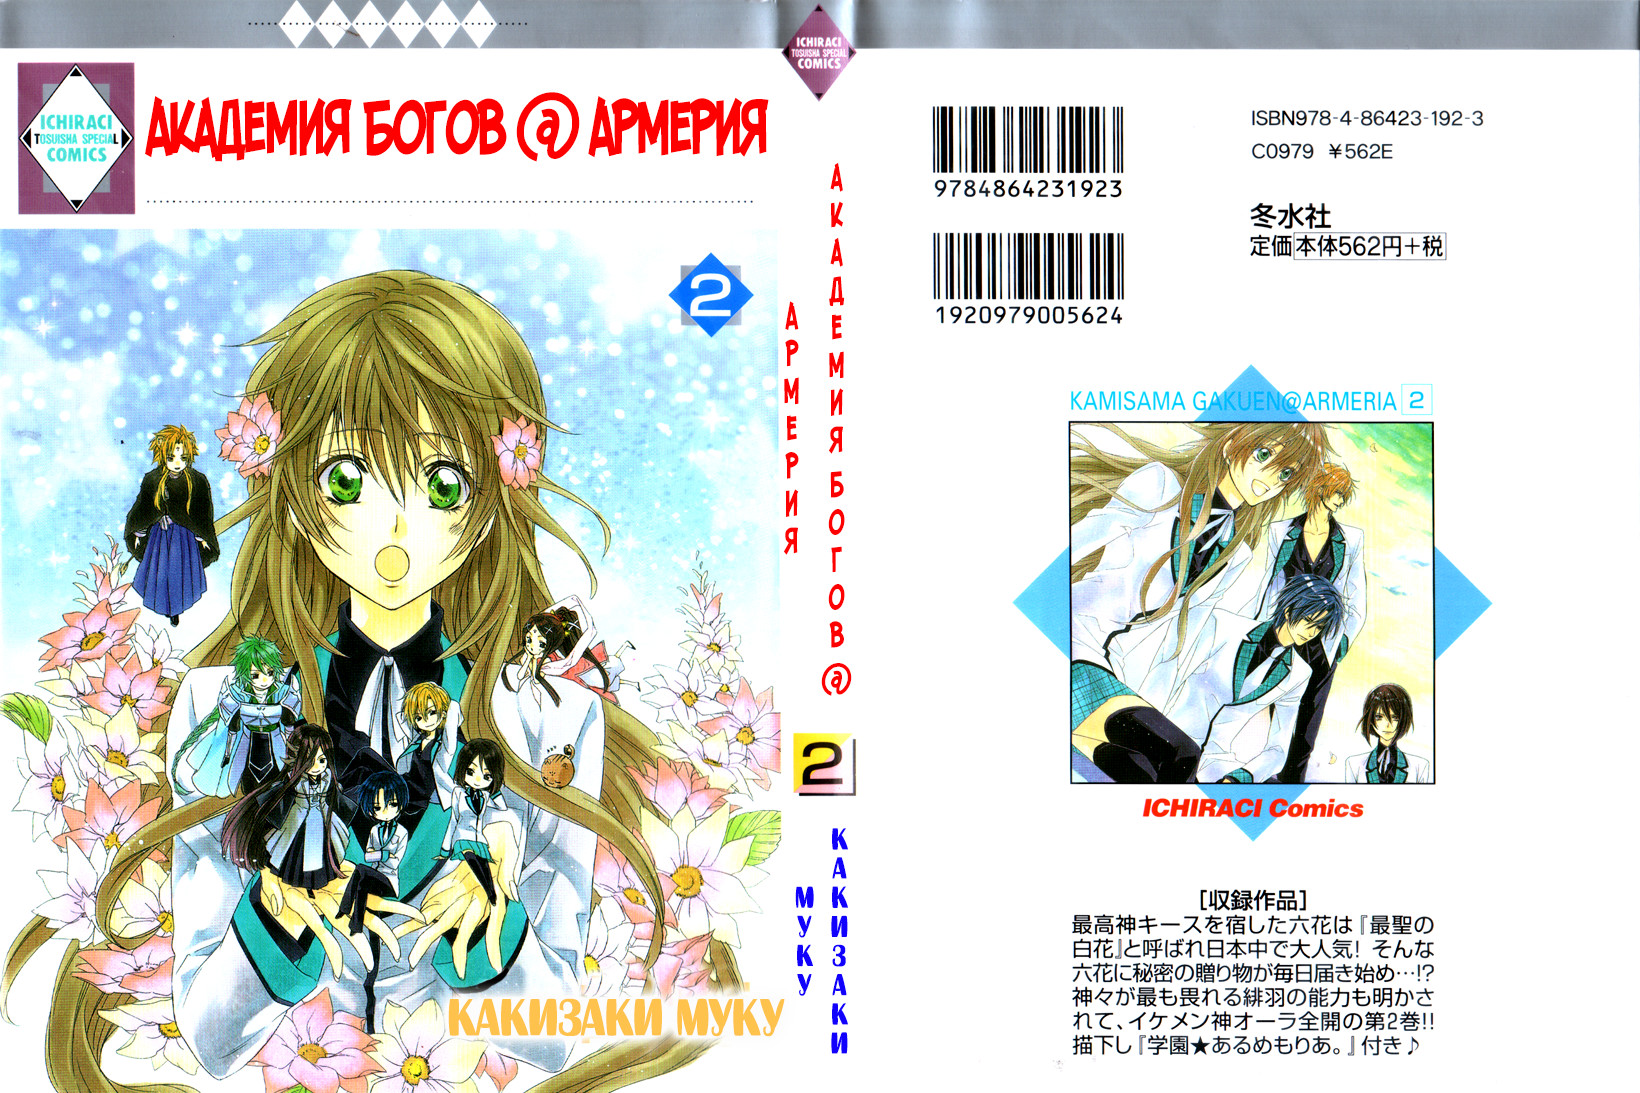 ICHIRACI
TOSUISHA SPECIAL
COMICS
АКАДЕМИЯ БОГОВ @ АРМЕРИЯ
2
КАКИЗАКИ МУКУ
ICHIRACI
TOSUISHA SPECIAL
COMICS
АКАДЕМИЯ БОГОВ @
АРМЕРИЯ
2
КАКИЗАКИ
МУКУ
9784864231923
1920979005624
ISBN978-4-86423-192-3
C0979 ¥562E
冬水社
定価本体562円+税
KAMISAMA GAKUEN@ARMERIA 2
ICHIRACI Comics
[収録作品]
最高神キースを宿した六花は『最聖の
白花』と呼ばれ日本中で大人気! そんな
六花に秘密の贈り物が毎日届き始め…!?
神々が最も畏れる緋羽の能力も明かさ
れて、イケメン神オーラ全開の第2巻!!
描下し『学園★あるめもりあ。』付き♪